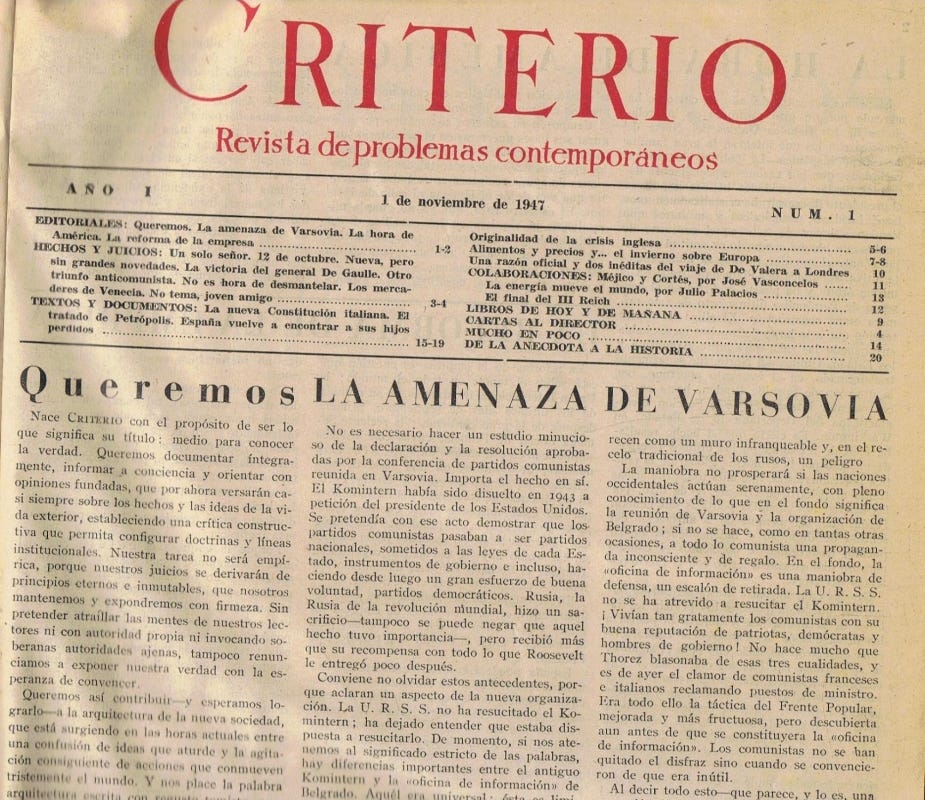 CRITERIO
Revista de problemas contemporáneos
AÑO I
1 de noviembre de 1947
NUM. 1
EDITORIALES: Queremos. La amenaza de Varsovia. La hora de
América. La reforma de la empresa ........................ 1-2
HECHOS Y JUICIOS: Un solo señor. 12 de octubre. Nueva, pero
sin grandes novedades. La victoria del general De Gaulle. Otro
triunfo anticomunista. No es hora de desmantelar. Los merca-
deres de Venecia. No tema, joven amigo ........................ 3-4
TEXTOS Y DOCUMENTOS: La nueva Constitución italiana. El
tratado de Petrópolis. España vuelve a encontrar a sus hijos
perdidos ........................ 15-19
Originalidad de la crisis inglesa ........................ 5-6
Alimentos y precios y... el invierno sobre Europa ............ 7-8
Una razón oficial y dos inéditas del viaje de De Valera a Londres 10
COLABORACIONES: Méjico y Cortés, por José Vasconcelos ...... 11
La energía mueve el mundo, por Julio Palacios ............ 13
El final del III Reich ........................ 12
LIBROS DE HOY Y DE MAÑANA ........................ 9
CARTAS AL DIRECTOR ........................ 4
MUCHO EN POCO ........................ 14
DE LA ANECDOTA A LA HISTORIA ........................ 20
Queremos
Nace CRITERIO con el propósito de ser lo
que significa su título: medio para conocer
la verdad. Queremos documentar íntegra-
mente, informar a conciencia y orientar con
opiniones fundadas, que por ahora versarán ca-
si siempre sobre los hechos y las ideas de la vi-
da exterior, estableciendo una crítica construc-
tiva que permita configurar doctrinas y líneas
institucionales. Nuestra tarea no será empí-
rica, porque nuestros juicios se derivarán de
principios eternos e inmutables, que nosotros
mantenemos y expondremos con firmeza. Sin
pretender atraillar las mentes de nuestros lec-
tores ni con autoridad propia ni invocando so-
beranas autoridades ajenas, tampoco renun-
ciamos a exponer nuestra verdad con la es-
peranza de convencer.
Queremos así contribuir—y esperamos lo-
grarlo—a la arquitectura de la nueva sociedad,
que está surgiendo en las horas actuales entre
una confusión de ideas que aturde y la agita-
ción consiguiente de acciones que conmueven
tristemente el mundo. Y nos place la palabra
arquitectura escrita con
LA AMENAZA DE VARSOVIA
No es necesario hacer un estudio minucio-
so de la declaración y la resolución aproba-
das por la conferencia de partidos comunistas
reunida en Varsovia. Importa el hecho en sí.
El Komintern había sido disuelto en 1943 a
petición del presidente de los Estados Unidos.
Se pretendía con ese acto demostrar que los
partidos comunistas pasaban a ser partidos
nacionales, sometidos a las leyes de cada Es-
tado, instrumentos de gobierno e incluso, ha-
ciendo desde luego un gran esfuerzo de buena
voluntad, partidos democráticos. Rusia, la
Rusia de la revolución mundial, hizo un sa-
crificio—tampoco se puede negar que aquel
hecho tuvo importancia—, pero recibió más
que su recompensa con todo lo que Roosevelt
le entregó poco después.
Conviene no olvidar estos antecedentes, por-
que aclaran un aspecto de la nueva organiza-
ción. La U. R. S. S. no ha resucitado el Ko-
mintern; ha dejado entender que estaba dis-
puesta a resucitarlo. De momento, si nos ate-
nemos al significado estricto de las palabras,
hay diferencias importantes entre el antiguo
Komintern y la «oficina de información» de
Belgrado. Aquél era universal; ésta es limi-
recen como un muro infranqueable y, en el re-
celo tradicional de los rusos, un peligro
La maniobra no prosperará si las naciones
occidentales actúan serenamente, con pleno
conocimiento de lo que en el fondo significa
la reunión de Varsovia y la organización de
Belgrado; si no se hace, como en tantas otras
ocasiones, a todo lo comunista una propagan-
da inconsciente y de regalo. En el fondo, la
«oficina de información» es una maniobra de
defensa, un escalón de retirada. La U. R. S. S.
no se ha atrevido a resucitar el Komintern.
¡Vivían tan gratamente los comunistas con su
buena reputación de patriotas, demócratas y
hombres de gobierno! No hace mucho que
Thorez blasonaba de esas tres cualidades, y
es de ayer el clamor de comunistas franceses
e italianos reclamando puestos de ministro.
Era todo ello la táctica del Frente Popular,
mejorada y más fructuosa, pero descubierta
aun antes de que se constituyera la «oficina
de información». Los comunistas no se han
quitado el disfraz sino cuando se convencie-
ron de que era inútil.
Al decir todo esto—que parece, y lo es, una